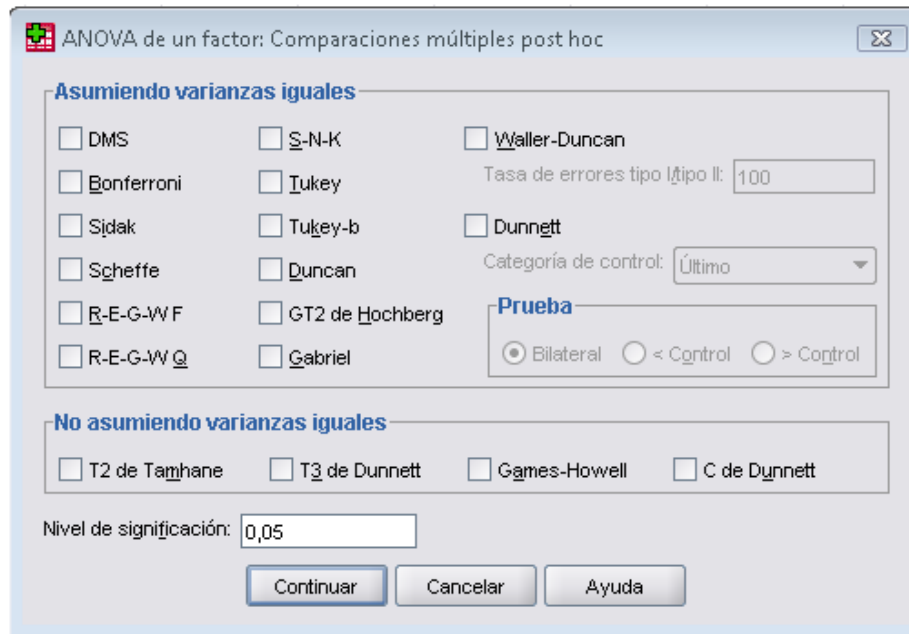 ANOVA de un factor: Comparaciones múltiples post hoc
Asumiendo varianzas iguales
DMS
S-N-K
Waller-Duncan
Bonferroni
Tukey
Tasa de errores tipo I/tipo II: 100
Sidak
Tukey-b
Dunnett
Scheffe
Duncan
Categoría de control: Último
R-E-G-W F
GT2 de Hochberg
Prueba
R-E-G-W Q
Gabriel
Bilateral < Control > Control
No asumiendo varianzas iguales
T2 de Tamhane T3 de Dunnett Games-Howell C de Dunnett
Nivel de significación: 0,05
Continuar Cancelar Ayuda